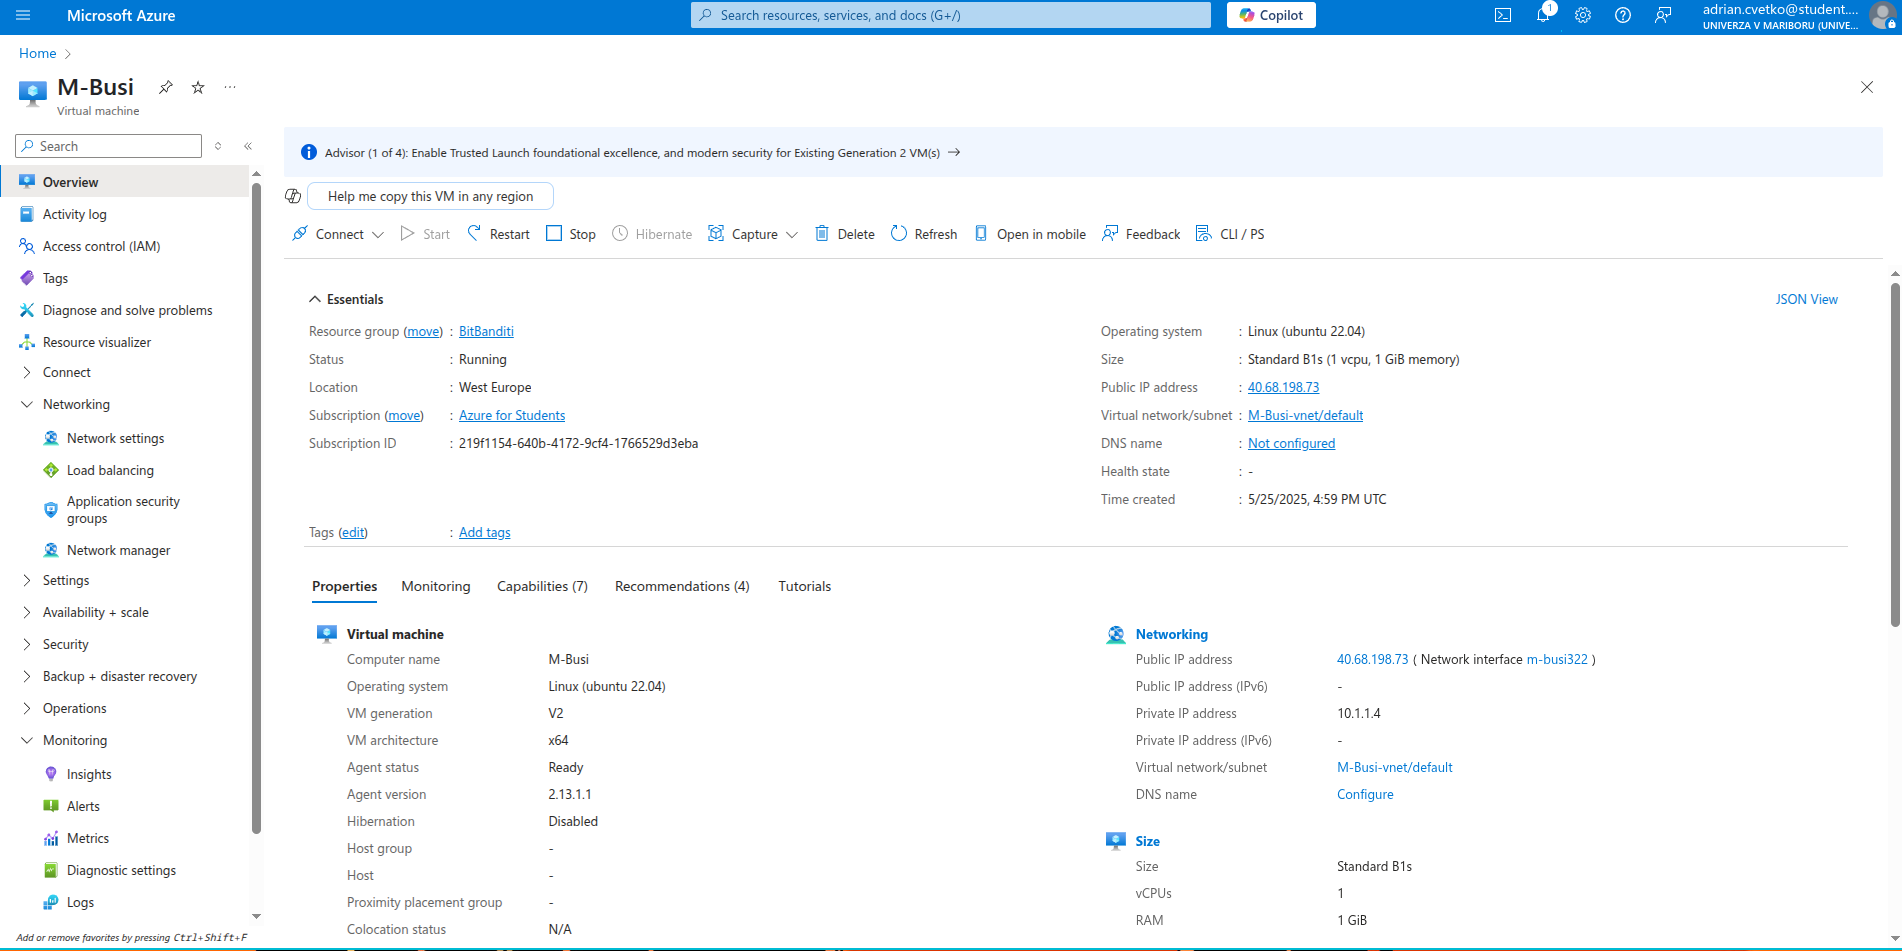 Microsoft Azure
Search resources, services, and docs (G+/)
Copilot
1
adrian.cvetko@student....
UNIVERZA V MARIBORU (UNIVE...
Home
M-Busi
Virtual machine
Search
Overview
Activity log
Access control (IAM)
Tags
Diagnose and solve problems
Resource visualizer
Connect
Networking
Network settings
Load balancing
Application security
groups
Network manager
Settings
Availability + scale
Security
Backup + disaster recovery
Operations
Monitoring
Insights
Alerts
Metrics
Diagnostic settings
Logs
Add or remove favorites by pressing Ctrl+Shift+F
Advisor (1 of 4): Enable Trusted Launch foundational excellence, and modern security for Existing Generation 2 VM(s) →
Help me copy this VM in any region
Connect Start Restart Stop Hibernate Capture Delete Refresh Open in mobile Feedback CLI / PS
Essentials
JSON View
Resource group (move) : BitBanditi
Status : Running
Location : West Europe
Subscription (move) : Azure for Students
Subscription ID : 219f1154-640b-4172-9cf4-1766529d3eba
Operating system : Linux (ubuntu 22.04)
Size : Standard B1s (1 vcpu, 1 GiB memory)
Public IP address : 40.68.198.73
Virtual network/subnet : M-Busi-vnet/default
DNS name : Not configured
Health state : -
Time created : 5/25/2025, 4:59 PM UTC
Tags (edit) : Add tags
Properties Monitoring Capabilities (7) Recommendations (4) Tutorials
Virtual machine
Computer name M-Busi
Operating system Linux (ubuntu 22.04)
VM generation V2
VM architecture x64
Agent status Ready
Agent version 2.13.1.1
Hibernation Disabled
Host group -
Host -
Proximity placement group -
Colocation status N/A
Networking
Public IP address 40.68.198.73 ( Network interface m-busi322 )
Public IP address (IPv6) -
Private IP address 10.1.1.4
Private IP address (IPv6) -
Virtual network/subnet M-Busi-vnet/default
DNS name Configure
Size
Size Standard B1s
vCPUs 1
RAM 1 GiB